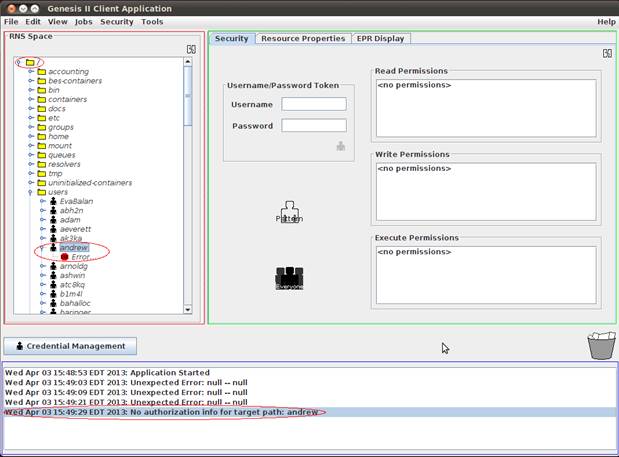 Genesis II Client Application
File Edit View Jobs Security Tools Help
RNS Space
/
accounting
bes-containers
bin
containers
docs
etc
groups
home
mount
queues
resolvers
tmp
uninitialized-containers
users
EvaBalan
abh2n
adam
aeverett
ak3ka
andrew
Error
arnoldg
ashwin
atc8kq
b1m4l
bahalloc
baringer
Security Resource Properties EPR Display
Username/Password Token
Username
Password
Pattern
Everyone
Read Permissions
<no permissions>
Write Permissions
<no permissions>
Execute Permissions
<no permissions>
Credential Management
Wed Apr 03 15:48:53 EDT 2013: Application Started
Wed Apr 03 15:49:03 EDT 2013: Unexpected Error: null -- null
Wed Apr 03 15:49:09 EDT 2013: Unexpected Error: null -- null
Wed Apr 03 15:49:21 EDT 2013: Unexpected Error: null -- null
Wed Apr 03 15:49:29 EDT 2013: No authorization info for target path: andrew